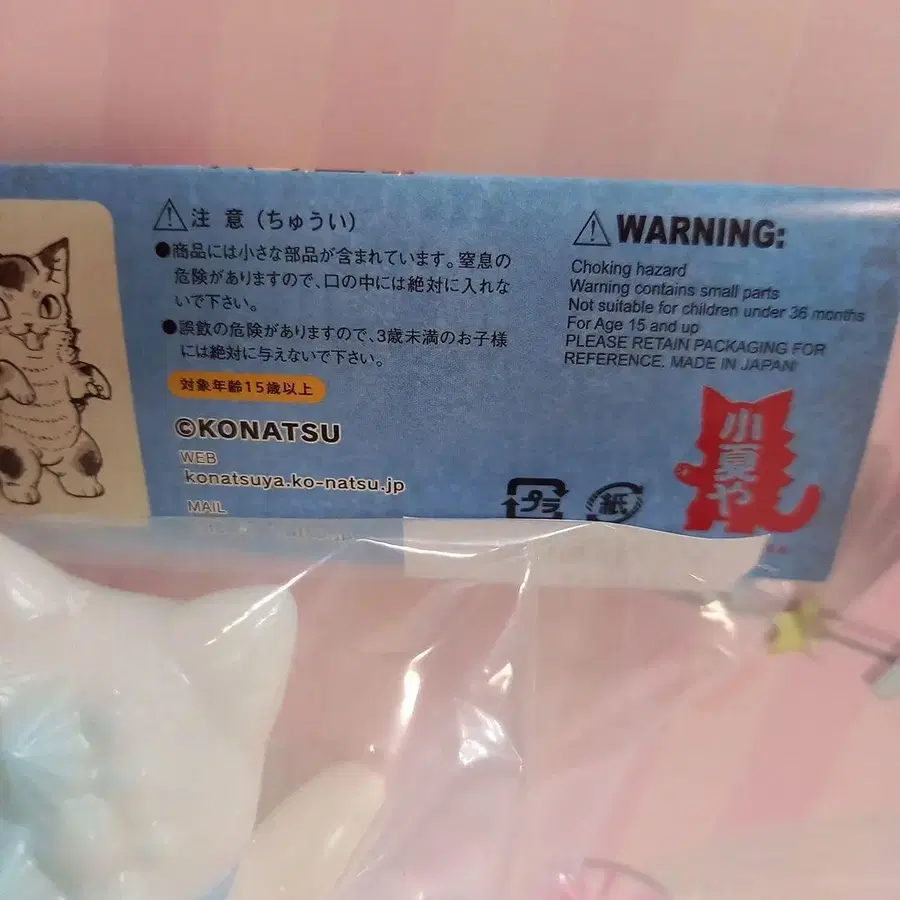 注意（ちゅうい）
●商品には小さな部品が含まれています。窒息の
危険がありますので、口の中には絶対に入れな
いで下さい。
●誤飲の危険がありますので、3歳未満のお子様
には絶対に与えないで下さい。
対象年齢15歳以上
©KONATSU
WEB
konatsuya.ko-natsu.jp
MAIL
WARNING:
Choking hazard
Warning contains small parts
Not suitable for children under 36 months
For Age 15 and up
PLEASE RETAIN PACKAGING FOR
REFERENCE. MADE IN JAPAN
プラ
紙
小夏や